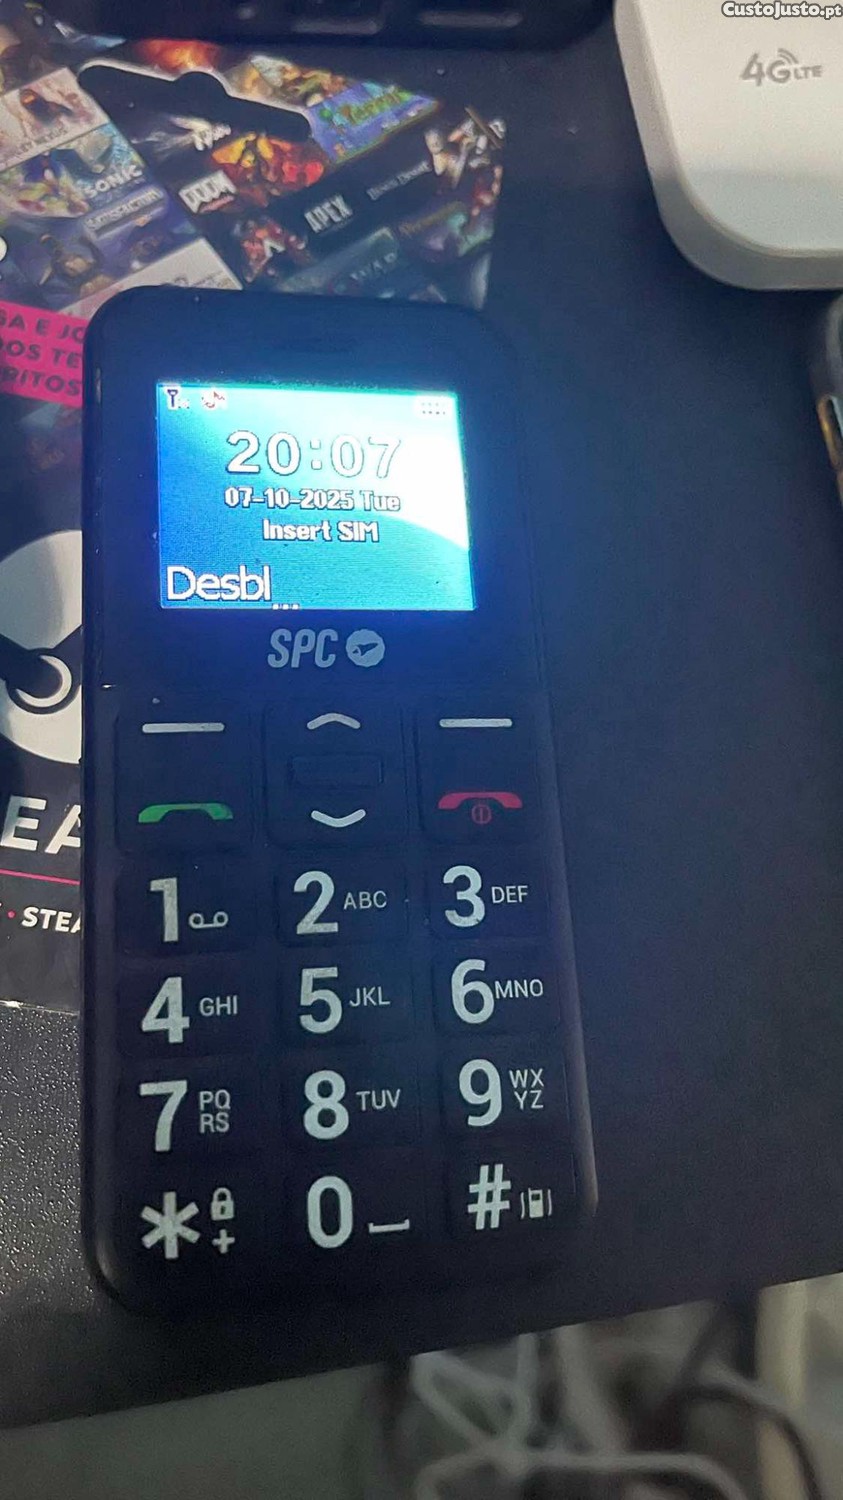 CustoJusto.pt
4G LTE
SONIC
DOOM
APEX
20:07
07-10-2025 Tue
Insert SIM
Desbl...
SPC
1
2 ABC
3 DEF
4 GHI
5 JKL
6 MNO
7 PQ
RS
8 TUV
9 WX
YZ
* +
0
#